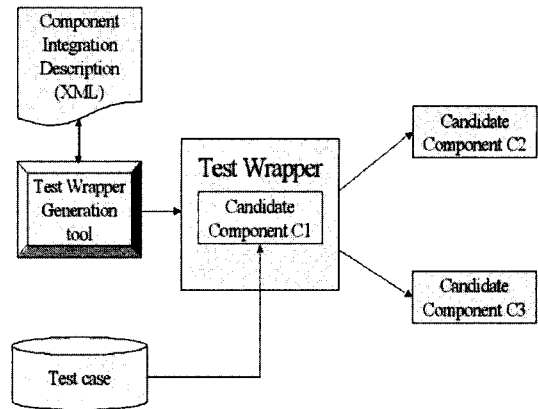 Component
Integration
Description
(XML)
Test Wrapper
Generation
tool
Test Wrapper
Candidate
Component C1
Candidate
Component C2
Candidate
Component C3
Test case